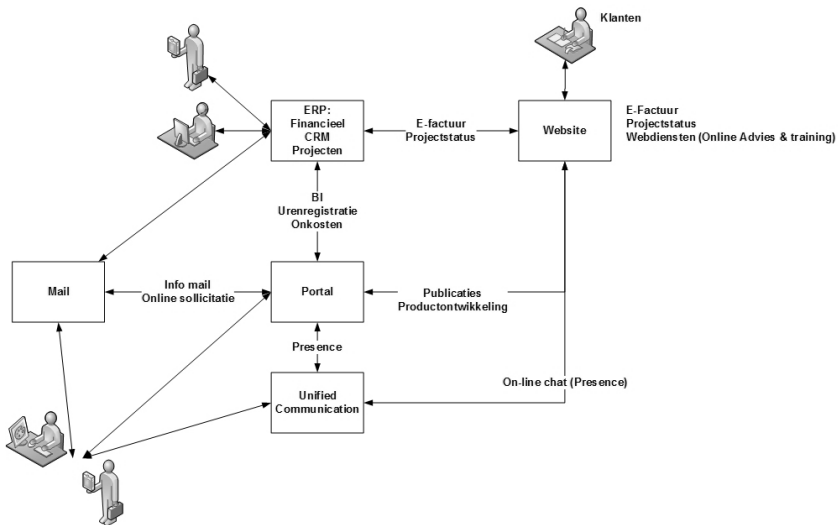 Klanten
ERP:
Financieel
CRM
Projecten
E-factuur
Projectstatus
Website
E-Factuur
Projectstatus
Webdiensten (Online Advies & training)
BI
Urenregistratie
Onkosten
Mail
Info mail
Online sollicitatie
Portal
Publicaties
Productontwikkeling
Presence
On-line chat (Presence)
Unified
Communication